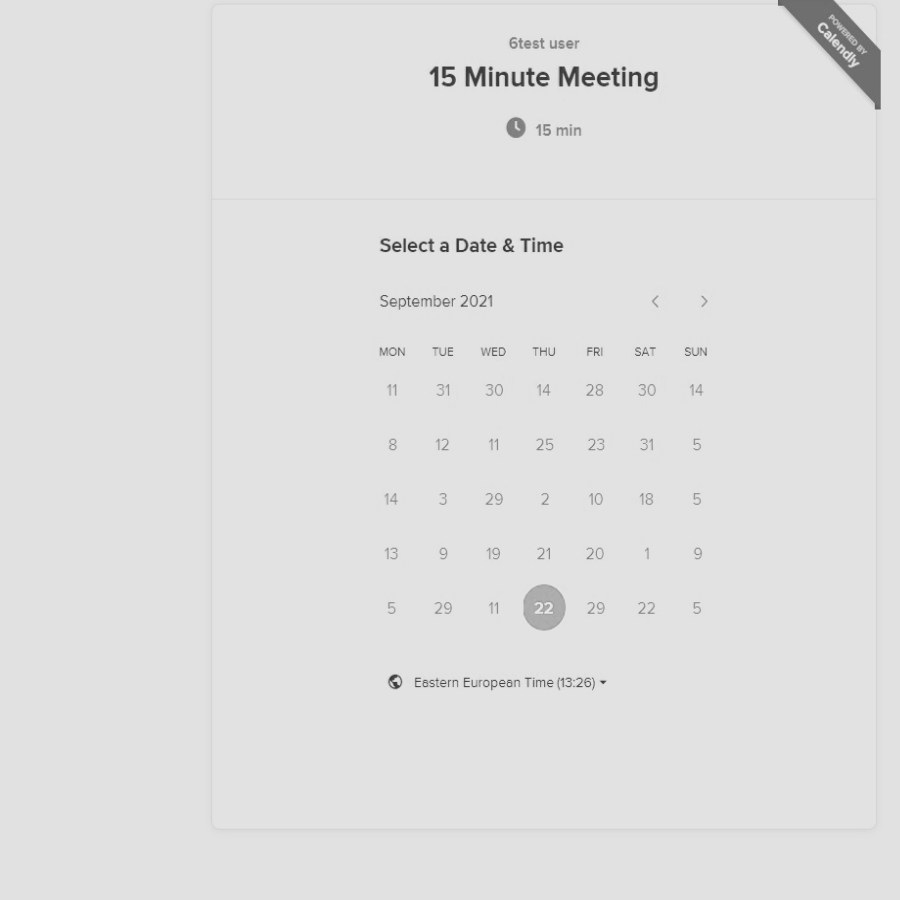 POWERED BY
Calendly
6test user
15 Minute Meeting
15 min
Select a Date & Time
September 2021
MON TUE WED THU FRI SAT SUN
11 31 30 14 28 30 14
8 12 11 25 23 31 5
14 3 29 2 10 18 5
13 9 19 21 20 1 9
5 29 11 22 29 22 5
Eastern European Time (13:26)